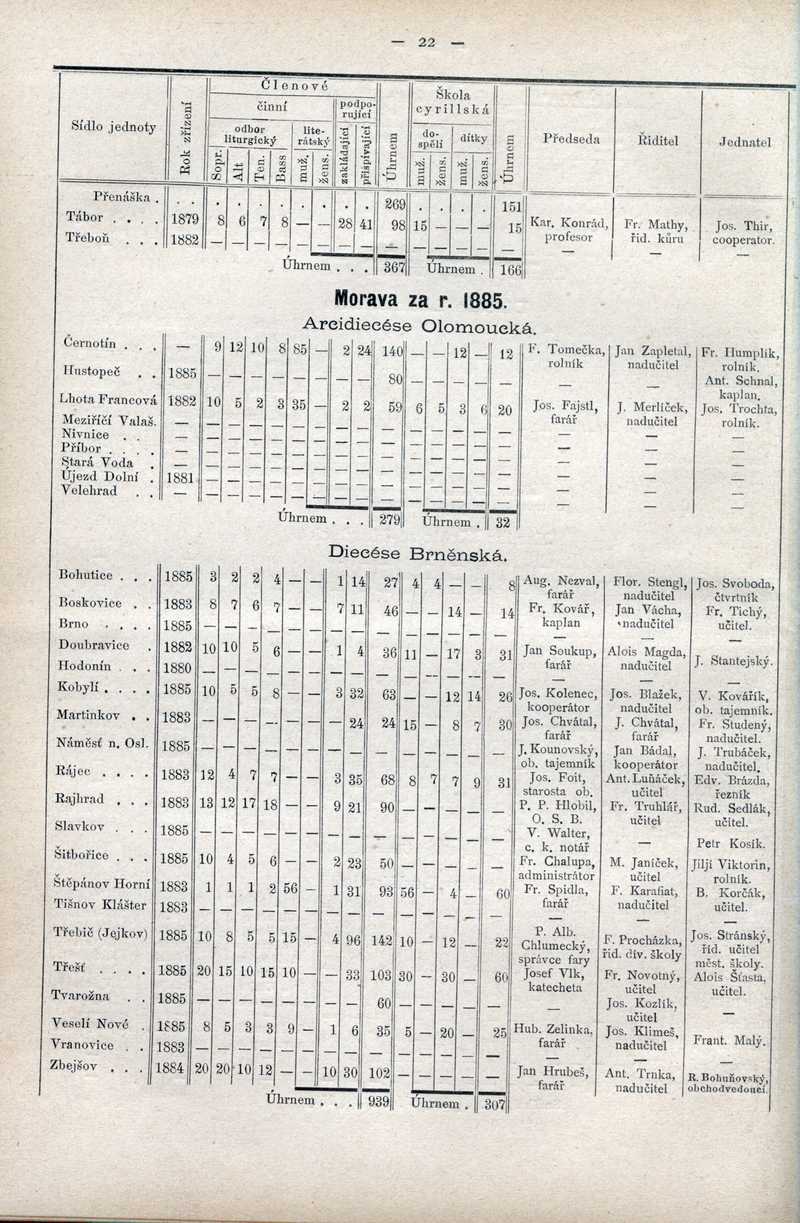 — 22 —
Sídlo jednoty | Rok zřízení | Členové | Úhrnem | Škola cyrillská | Úhrnem | Předseda | Řiditel | Jednatel
činní | podporující | dospělí | dítky
odbor liturgický | literátský
Sopr. | Alt | Ten. | Bass | muž. | žens. | zakládající | přispívající | muž. | žens. | muž. | žens.
Přenáška . . . . . . . . . . 269 . . . . 151
Tábor . . . . 1879 8 6 7 8 — — 28 41 98 15 — — — 15 Kar. Konrád, profesor Fr. Mathy, řid. kůru Jos. Thir, cooperator.
Třeboň . . . 1882 — — — — — — — — — — — — — — — — —
Úhrnem . . . 367 Úhrnem . 166
Morava za r. 1885.
Arcidiecése Olomoucká.
Černotín . . . — 9 12 10 8 85 — 2 24 140 — — 12 — 12 F. Tomečka, rolník Jan Zapletal, nadučitel Fr. Humplík, rolník.
Hustopeč . . 1885 — — — — — — — — 80 — — — — — — — Ant. Schnal, kaplan.
Lhota Francová 1882 10 5 2 3 35 — 2 2 59 6 5 3 6 20 Jos. Fajstl, farář J. Merlíček, nadučitel Jos. Trochta, rolník.
Meziříčí Valaš. — — — — — — — — — — — — — — — — — —
Nivnice . . — — — — — — — — — — — — — — — — — —
Příbor . . . — — — — — — — — — — — — — — — — — —
Stará Voda . — — — — — — — — — — — — — — — — — —
Újezd Dolní . 1881 — — — — — — — — — — — — — — — — —
Velehrad . . — — — — — — — — — — — — — — —
Úhrnem . . . 279 Úhrnem . 32
Diecése Brněnská.
Bohutice . . . 1885 3 2 2 4 — — 1 14 27 4 4 — — 8 Aug. Nezval, farář Flor. Stengl, nadučitel Jos. Svoboda, čtvrtník
Boskovice . . 1883 8 7 6 7 — — 7 11 46 — — 14 — 14 Fr. Kovář, kaplan Jan Vácha, nadučitel Fr. Tichý, učitel.
Brno . . . . 1885 — — — — — — — — — — — — — — — — —
Doubravice . 1882 10 10 5 6 — — 1 4 36 11 — 17 3 31 Jan Soukup, farář Alois Magda, nadučitel J. Stantejský.
Hodonín . . . 1880 — — — — — — — — — — — — — — — —
Kobylí . . . . 1885 10 5 5 8 — — 3 32 63 — — 12 14 26 Jos. Kolenec, kooperátor Jos. Blažek, nadučitel V. Kovářík, ob. tajemník.
Martinkov . . 1883 — — — — — — — 24 24 15 — 8 7 30 Jos. Chvátal, farář J. Chvátal, farář Fr. Studený, nadučitel.
Náměsť n. Osl. 1885 — — — — — — — — — — — — — — J. Kounovský, ob. tajemník Jan Bádal, kooperátor J. Trubáček, nadučitel.
Rájec . . . . 1883 12 4 7 7 — — 3 35 68 8 7 7 9 31 Jos. Foit, starosta ob. Ant. Luňáček, učitel Edv. Brázda, řezník
Rajhrad . . . 1883 13 12 17 18 — — 9 21 90 — — — — — P. P. Hlobil, O. S. B. Fr. Truhlář, učitel Rud. Sedlák, učitel.
Slavkov . . . 1885 — — — — — — — — — — — — — — V. Walter, c. k. notář — Petr Kosík.
Šitbořice . . . 1885 10 4 5 6 — — 2 23 50 — — — — — Fr. Chalupa, administrátor M. Janíček, učitel Jiljí Viktorin, rolník.
Štěpánov Horní 1883 1 1 1 2 56 — 1 31 93 56 — 4 — 60 Fr. Spidla, farář F. Karafiat, nadučitel B. Korčák, učitel.
Tišnov Klášter 1883 — — — — — — — — — — — — — — — — —
Třebíč (Jejkov) 1885 10 8 5 5 15 — 4 96 142 10 — 12 — 22 P. Alb. Chlumecký, správce fary F. Procházka, říd. dív. školy Jos. Stránský, říd. učitel měst. školy.
Třešť . . . . 1885 20 15 10 15 10 — — 33 103 30 — 30 — 60 Josef Vlk, katecheta Fr. Novotný, učitel Alois Šťasta, učitel.
Tvarožna . . 1885 — — — — — — — — 60 — — — — — — Jos. Kozlík, učitel —
Veselí Nové . 1885 8 5 3 3 9 — 1 6 35 5 — 20 — 25 Hub. Zelinka, farář Jos. Klimeš, nadučitel Frant. Malý.
Vranovice . . 1883 — — — — — — — — — — — — — — — — —
Zbejšov . . . 1884 20 20 10 12 — — 10 30 102 — — — — — Jan Hrubeš, farář Ant. Trnka, nadučitel R. Bohuňovský, obchodvedoucí.
Úhrnem . . . 939 Úhrnem . 307